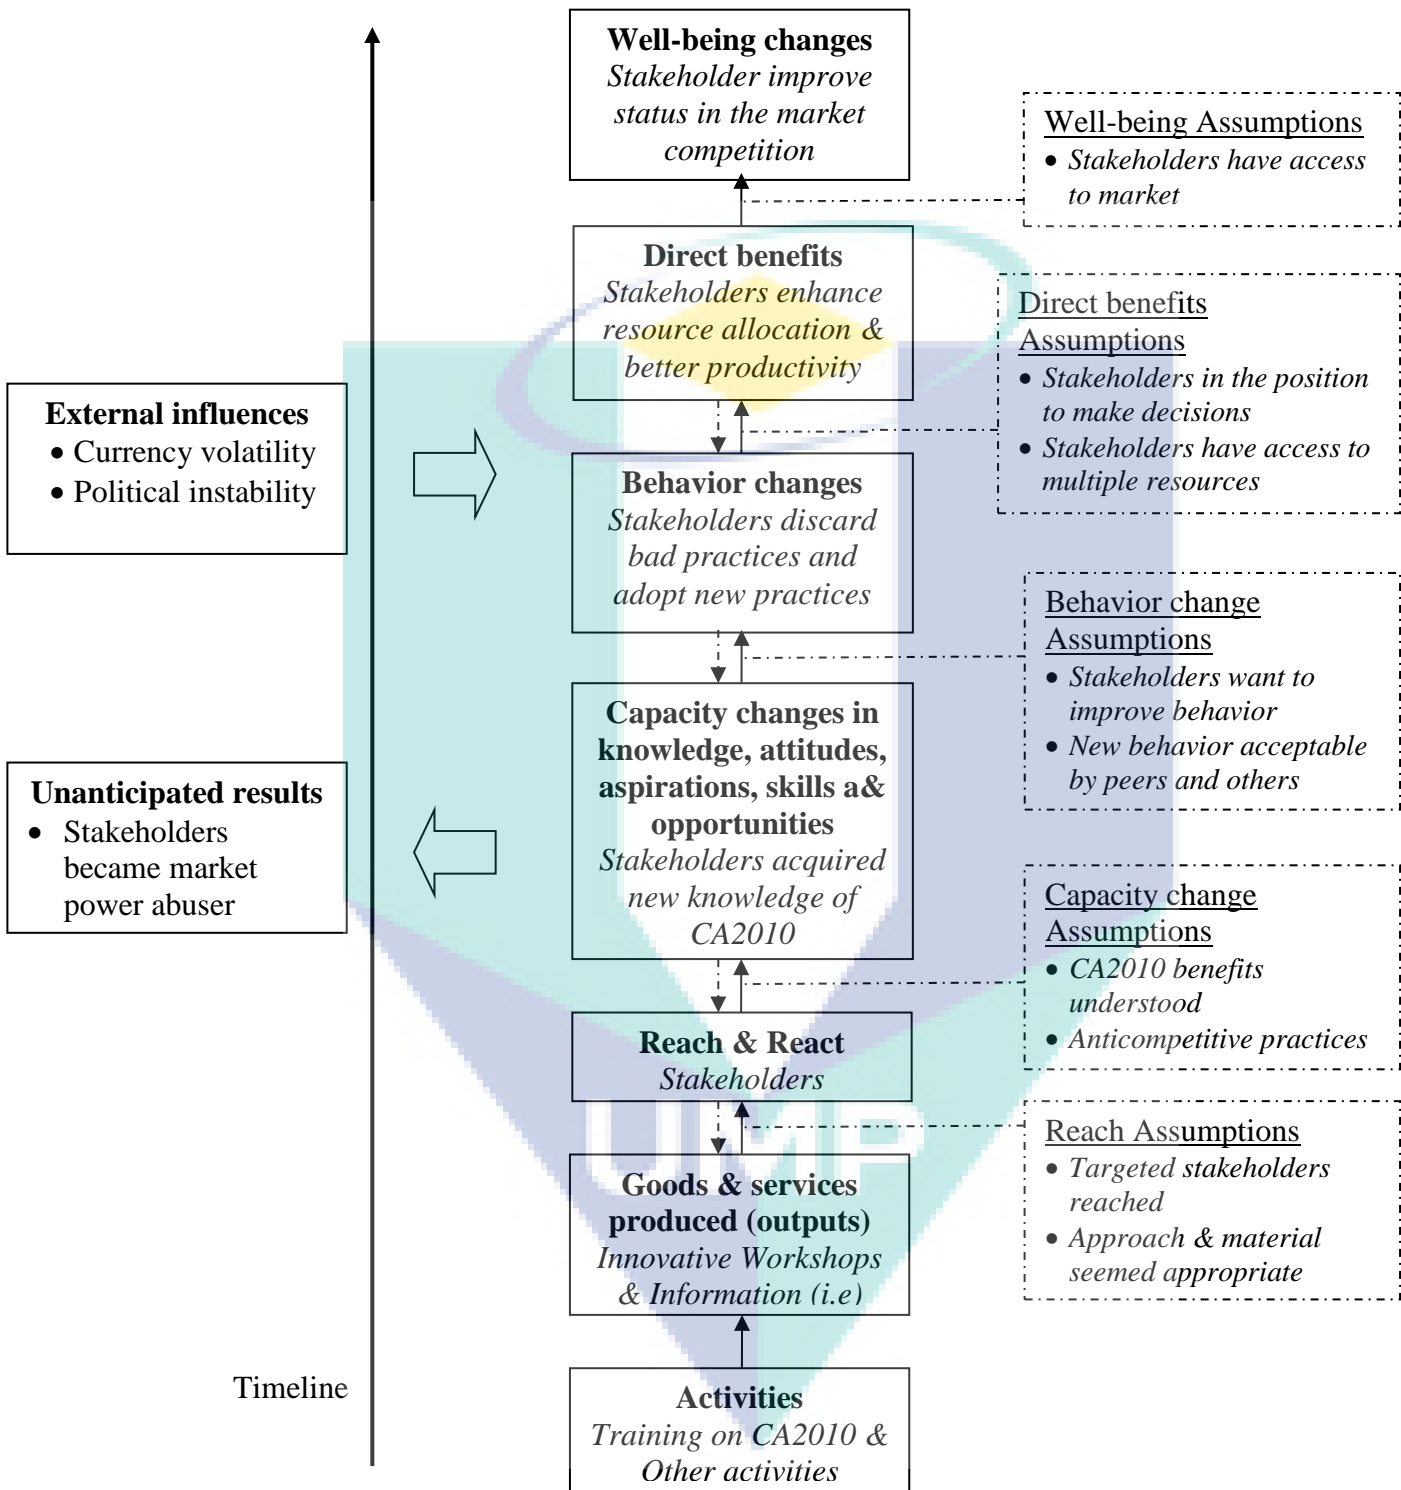 Well-being changes
Stakeholder improve
status in the market
competition
Well-being Assumptions
• Stakeholders have access
to market
Direct benefits
Stakeholders enhance
resource allocation &
better productivity
Direct benefits
Assumptions
• Stakeholders in the position
to make decisions
• Stakeholders have access to
multiple resources
External influences
• Currency volatility
• Political instability
Behavior changes
Stakeholders discard
bad practices and
adopt new practices
Behavior change
Assumptions
• Stakeholders want to
improve behavior
• New behavior acceptable
by peers and others
Capacity changes in
knowledge, attitudes,
aspirations, skills a&
opportunities
Stakeholders acquired
new knowledge of
CA2010
Unanticipated results
• Stakeholders
became market
power abuser
Capacity change
Assumptions
• CA2010 benefits
understood
• Anticompetitive practices
Reach & React
Stakeholders
Reach Assumptions
• Targeted stakeholders
reached
• Approach & material
seemed appropriate
UMP
Goods & services
produced (outputs)
Innovative Workshops
& Information (i.e)
Timeline
Activities
Training on CA2010 &
Other activities